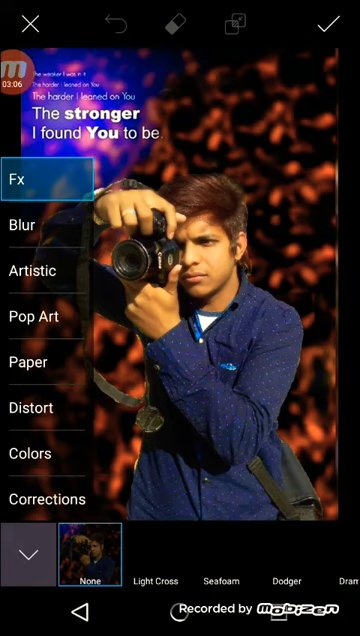 03:06
The weaker I was in it
The harder I leaned on You
The harder I leaned on You
The stronger
I found You to be.
Fx
Blur
Artistic
Pop Art
Paper
Distort
Colors
Corrections
None
Light Cross
Seafoam
Dodger
Dram
Recorded by mobizen